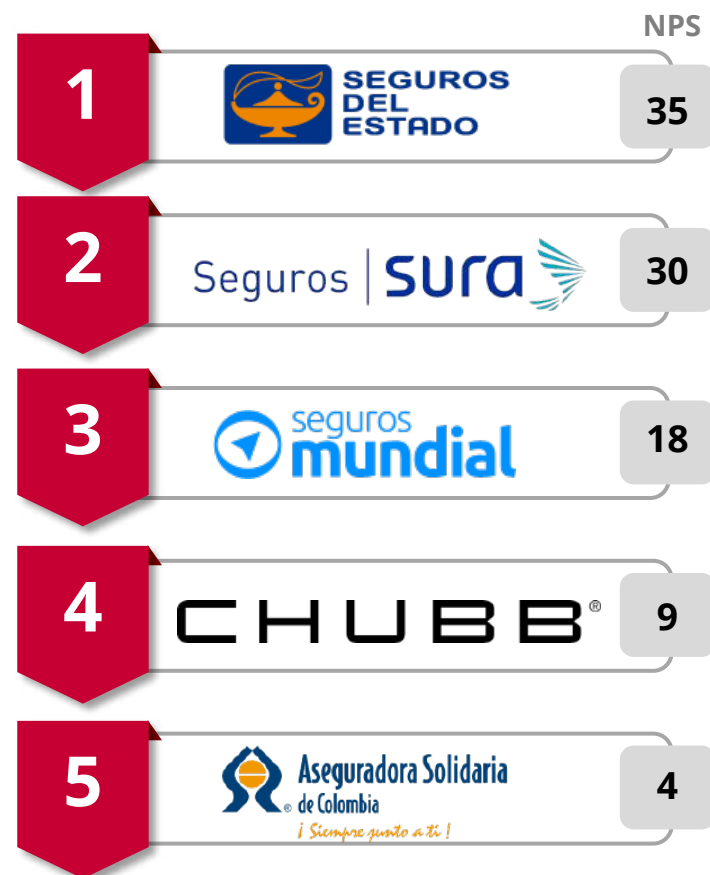 NPS
1
SEGUROS
DEL
ESTADO
35
2
Seguros | sura
30
3
seguros
mundial
18
4
CHUBB®
9
5
Aseguradora Solidaria
® de Colombia
¡ Siempre junto a ti !
4